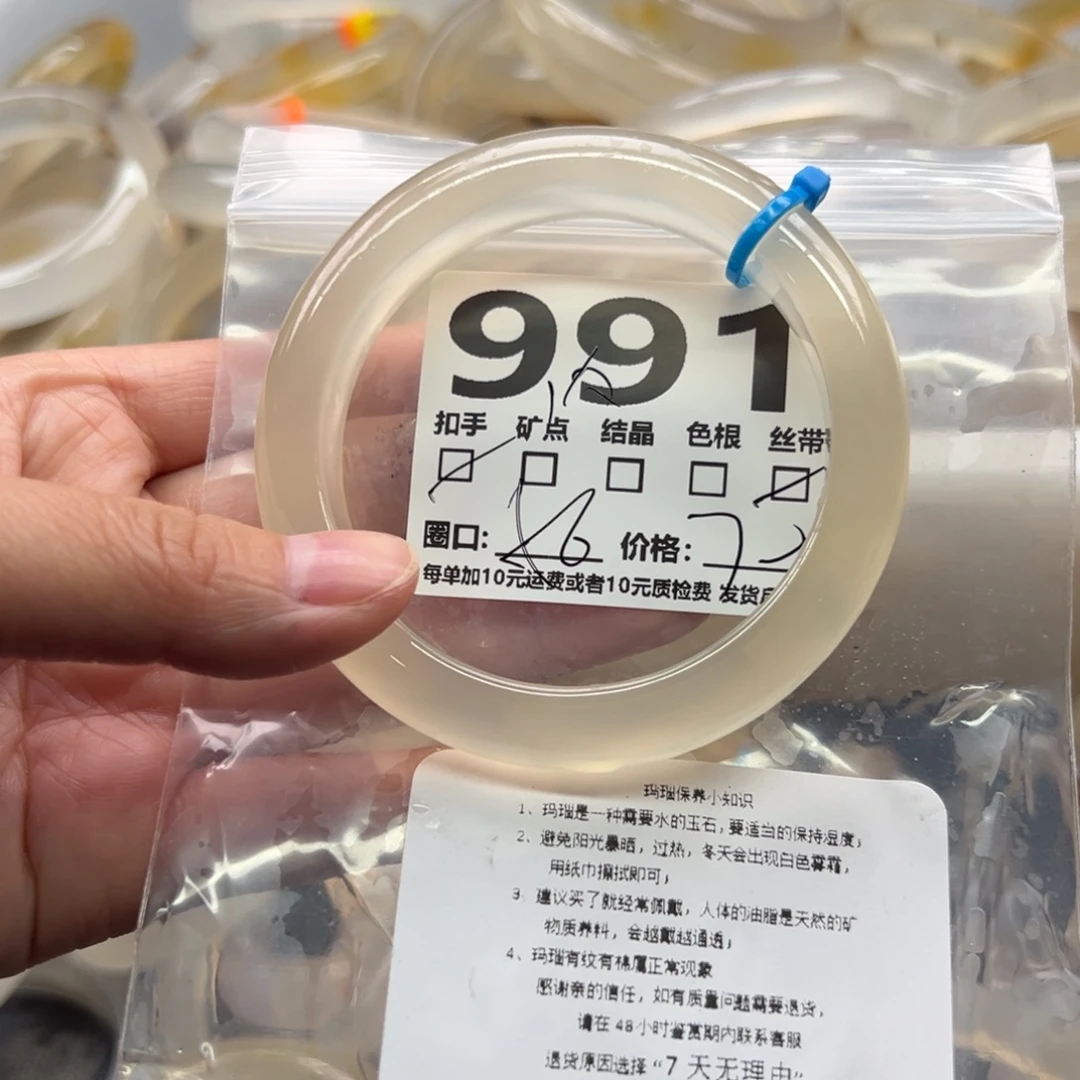 991
扣手 矿点 结晶 色根 丝带
圈口: 56 价格:
每单加10元运费或者10元质检费 发货
玛瑙保养小知识
1、玛瑙是一种需要水的玉石,要适当的保持湿度;
2、避免阳光暴晒,过热,冬天会出现白色雾霜,
用纸巾擦拭即可;
3、建议买了就经常佩戴,人体的油脂是天然的矿
物质养料,会越戴越通透;
4、玛瑙有纹有棉属正常现象
感谢亲的信任,如有质量问题需要退货,
请在48小时鉴赏期内联系客服
退货原因选择“7天无理由”